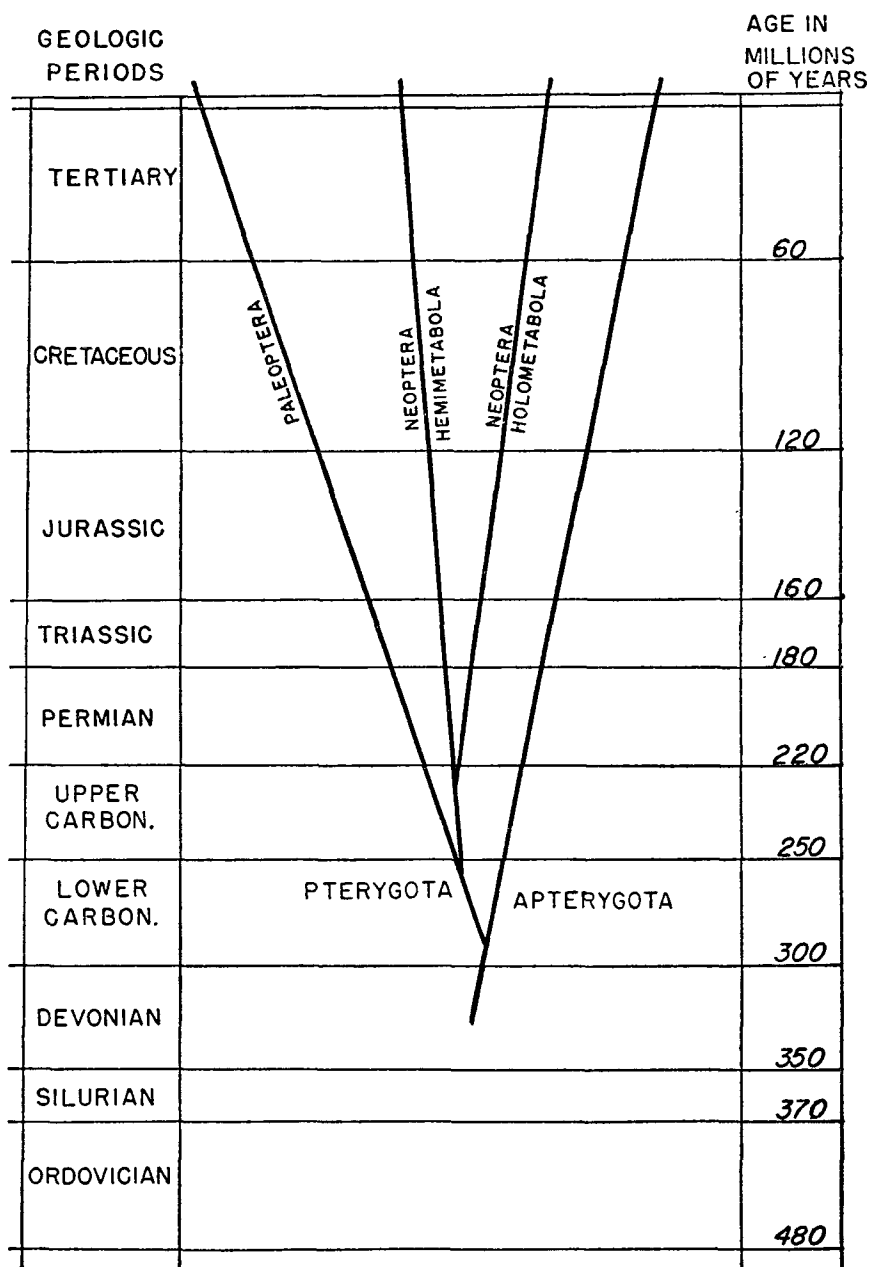 GEOLOGIC
PERIODS
AGE IN
MILLIONS
OF YEARS
TERTIARY
60
CRETACEOUS
PALEOPTERA
NEOPTERA
HEMIMETABOLA
NEOPTERA
HOLOMETABOLA
120
JURASSIC
160
TRIASSIC
180
PERMIAN
220
UPPER
CARBON.
250
LOWER
CARBON.
PTERYGOTA
APTERYGOTA
300
DEVONIAN
350
SILURIAN
370
ORDOVICIAN
480